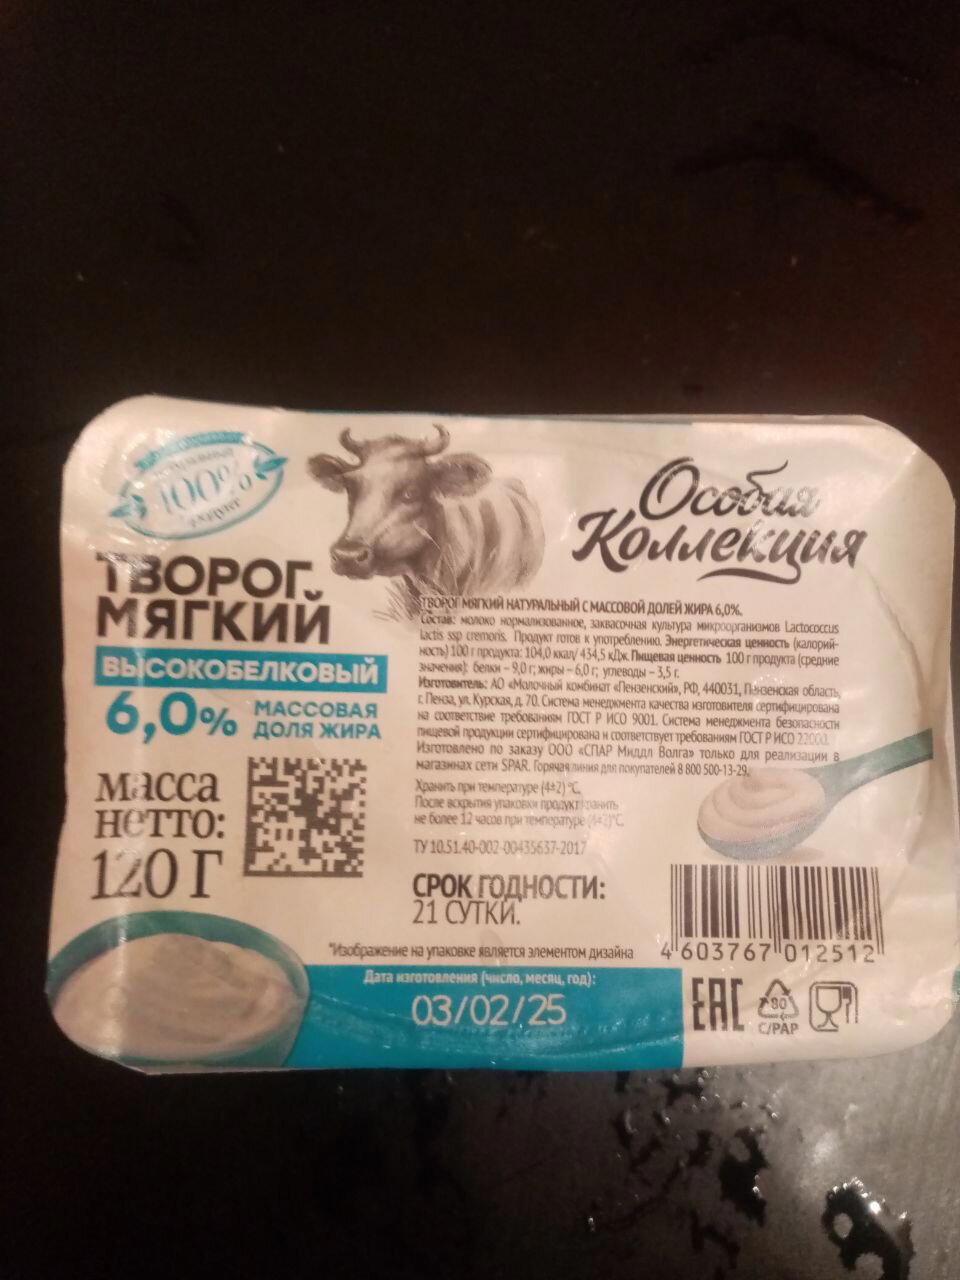 100%
Особая
Коллекция
ТВОРОГ
МЯГКИЙ
ВЫСОКОБЕЛКОВЫЙ
6,0% МАССОВАЯ
ДОЛЯ ЖИРА
масса
нетто:
120 Г
ТВОРОГ МЯГКИЙ НАТУРАЛЬНЫЙ С МАССОВОЙ ДОЛЕЙ ЖИРА 6,0%.
Состав: молоко нормализованное, заквасочная культура микроорганизмов Lactococcus
lactis ssp cremoris. Продукт готов к употреблению. Энергетическая ценность (калорий-
ность) 100 г продукта: 104,0 ккал/ 434,5 кДж. Пищевая ценность 100 г продукта (средние
значения): белки – 9,0 г; жиры – 6,0 г; углеводы – 3,5 г.
Изготовитель: АО «Молочный комбинат «Пензенский», РФ, 440031, Пензенская область,
г. Пенза, ул. Курская, д. 70. Система менеджмента качества изготовителя сертифицирована
на соответствие требованиям ГОСТ Р ИСО 9001. Система менеджмента безопасности
пищевой продукции сертифицирована и соответствует требованиям ГОСТ Р ИСО 22000.
Изготовлено по заказу ООО «СПАР Миддл Волга» только для реализации в
магазинах сети SPAR. Горячая линия для покупателей 8 800 500-13-29.
Хранить при температуре (4±2) °С.
После вскрытия упаковки продукт хранить
не более 12 часов при температуре (4±2)°С.
ТУ 10.51.40-002-00435637-2017
СРОК ГОДНОСТИ:
21 СУТКИ.
*Изображение на упаковке является элементом дизайна
4 603767 012512
Дата изготовления (число, месяц, год):
03/02/25
EAC
80
C/PAP